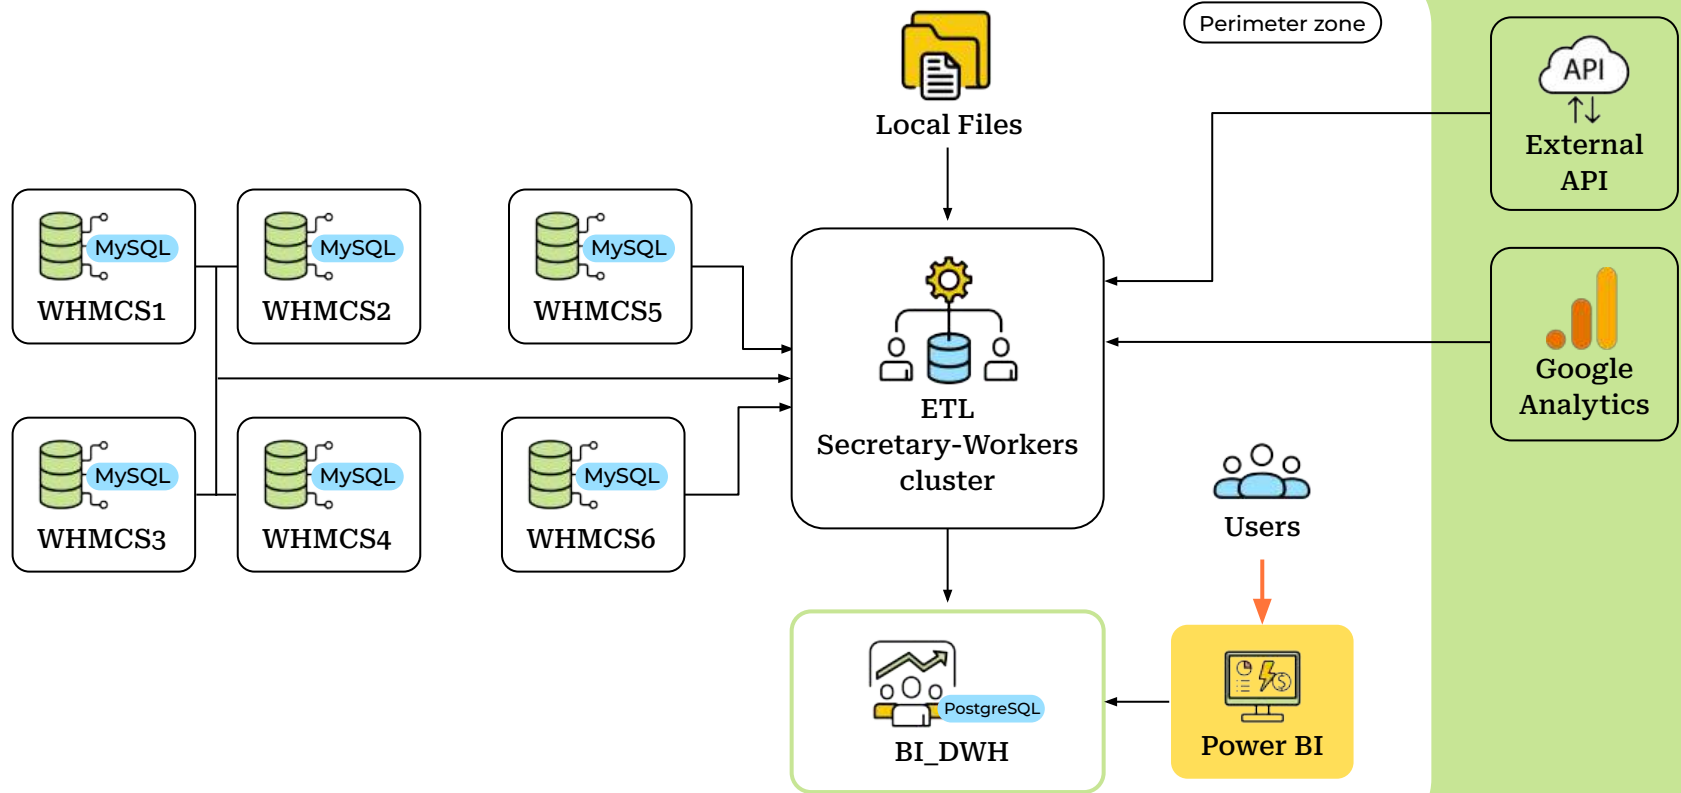 Perimeter zone
API
External
API
Local Files
MySQL
WHMCS1
MySQL
WHMCS2
MySQL
WHMCS5
Google
Analytics
ETL
Secretary-Workers
cluster
MySQL
WHMCS3
MySQL
WHMCS4
MySQL
WHMCS6
Users
PostgreSQL
BI_DWH
$
Power BI